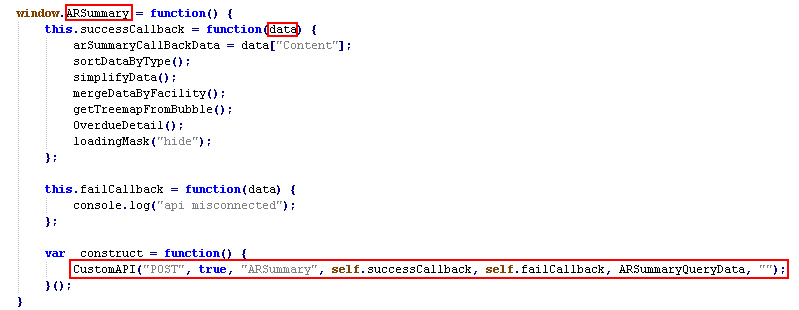 window.ARSummary = function() {
this.successCallback = function(data) {
arSummaryCallBackData = data["Content"];
sortDataByType();
simplifyData();
mergeDataByFacility();
getTreemapFromBubble();
OverdueDetail();
loadingMask("hide");
};
this.failCallback = function(data) {
console.log("api misconnected");
};
var _construct = function() {
CustomAPI("POST", true, "ARSummary", self.successCallback, self.failCallback, ARSummaryQueryData, "");
}();
}